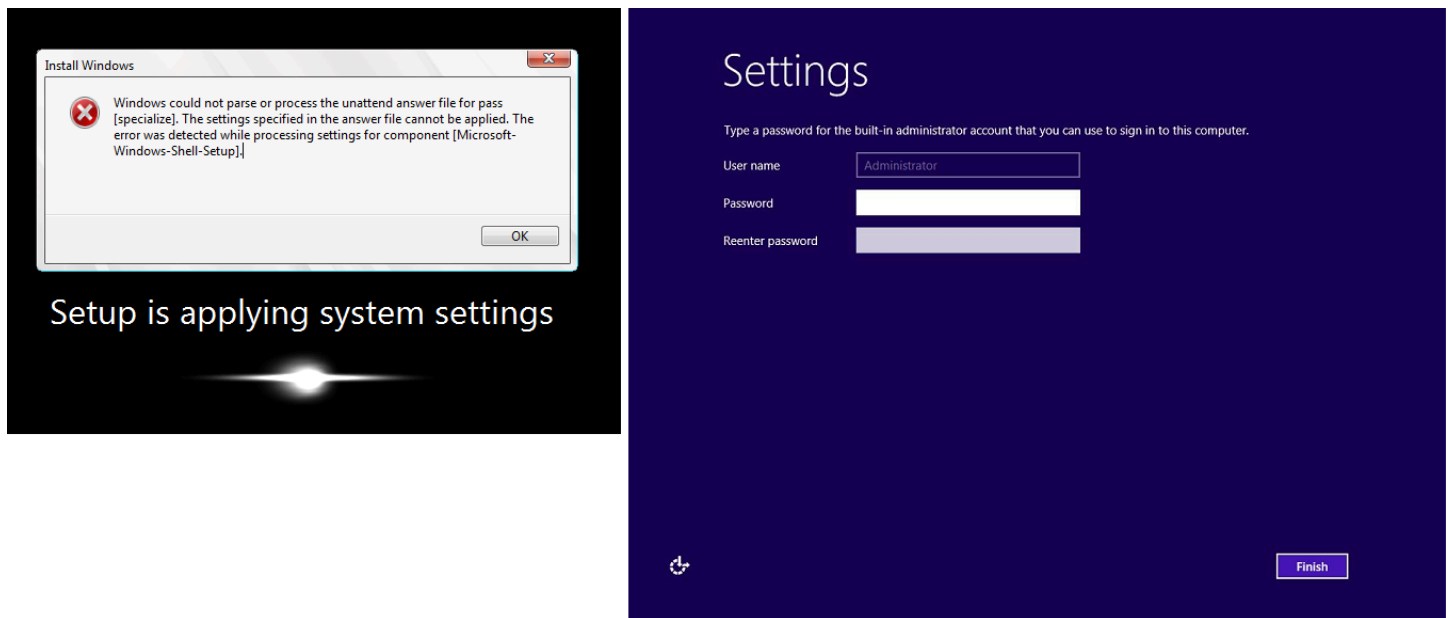 Install Windows
Windows could not parse or process the unattend answer file for pass
[specialize]. The settings specified in the answer file cannot be applied. The
error was detected while processing settings for component [Microsoft-
Windows-Shell-Setup].
OK
Setup is applying system settings
Settings
Type a password for the built-in administrator account that you can use to sign in to this computer.
User name
Administrator
Password
Reenter password
Finish